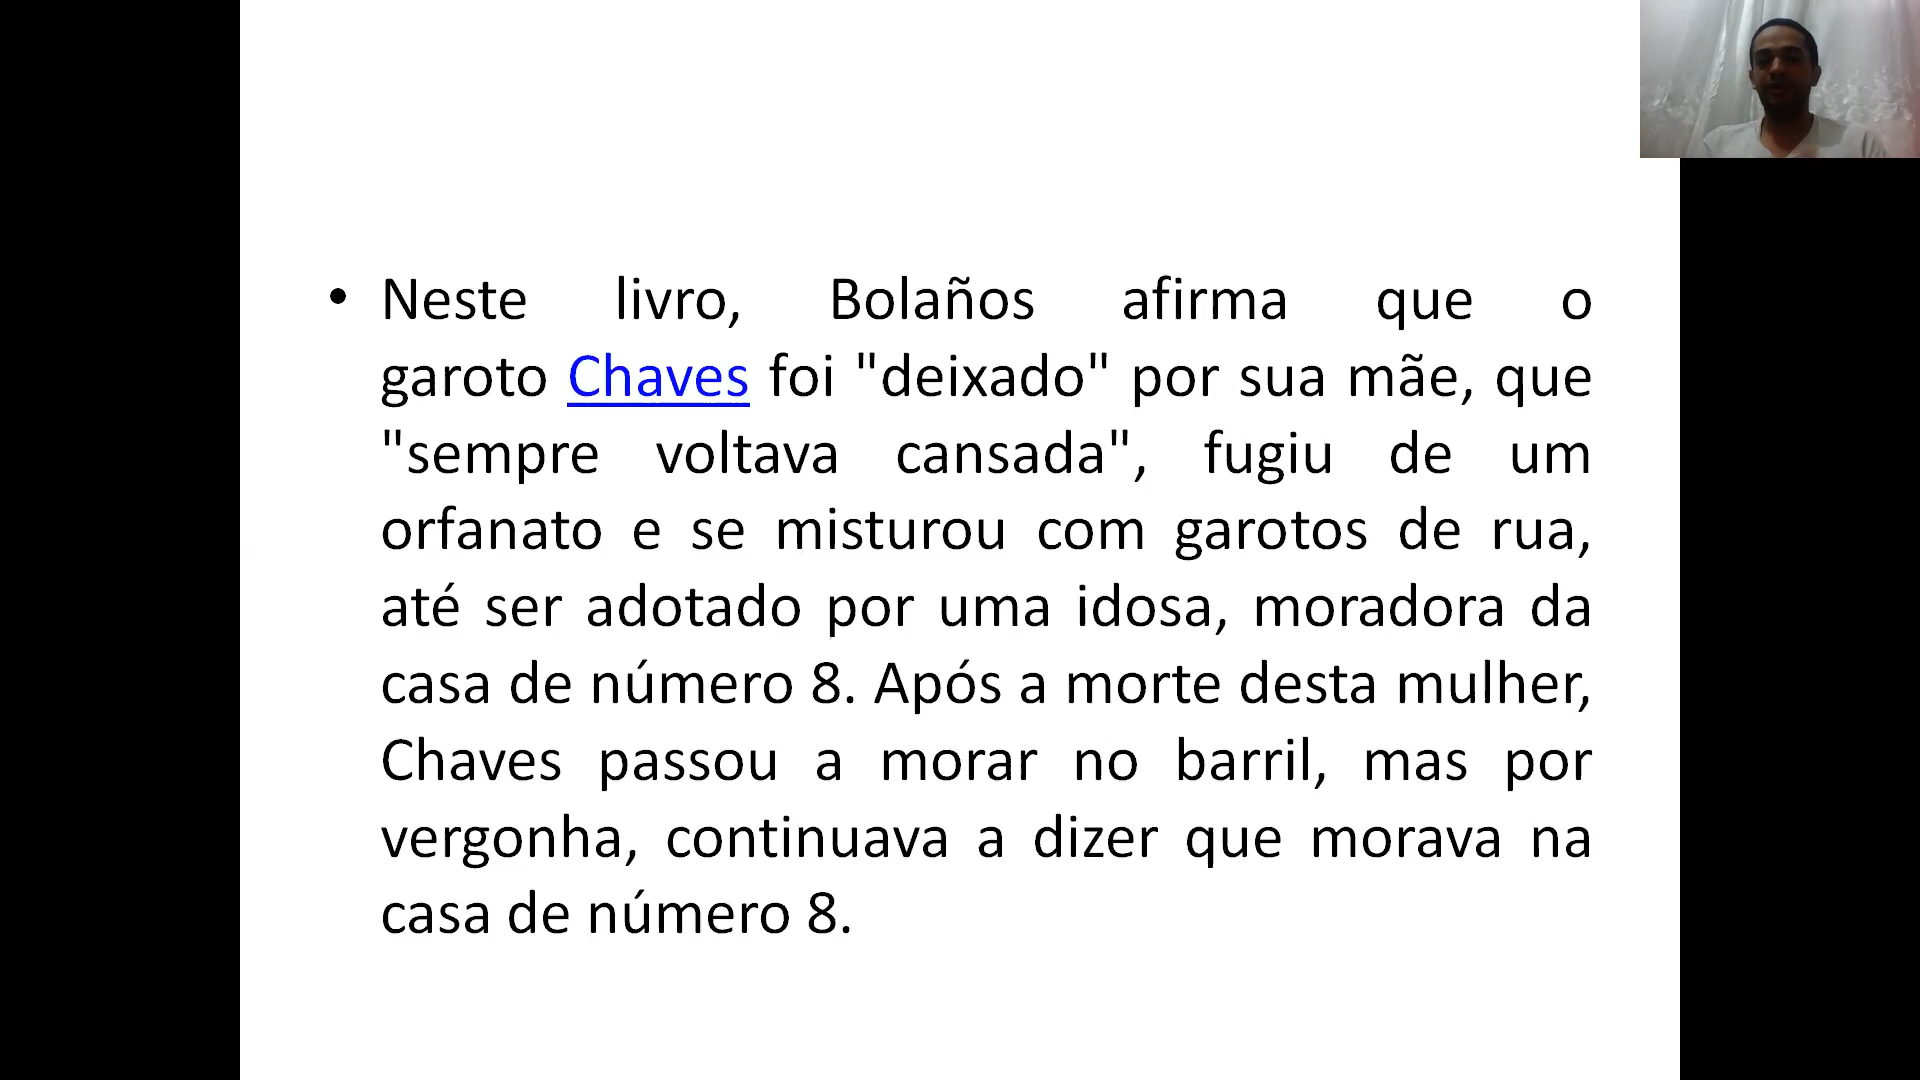 • Neste livro, Bolaños afirma que o
garoto Chaves foi "deixado" por sua mãe, que
"sempre voltava cansada", fugiu de um
orfanato e se misturou com garotos de rua,
até ser adotado por uma idosa, moradora da
casa de número 8. Após a morte desta mulher,
Chaves passou a morar no barril, mas por
vergonha, continuava a dizer que morava na
casa de número 8.